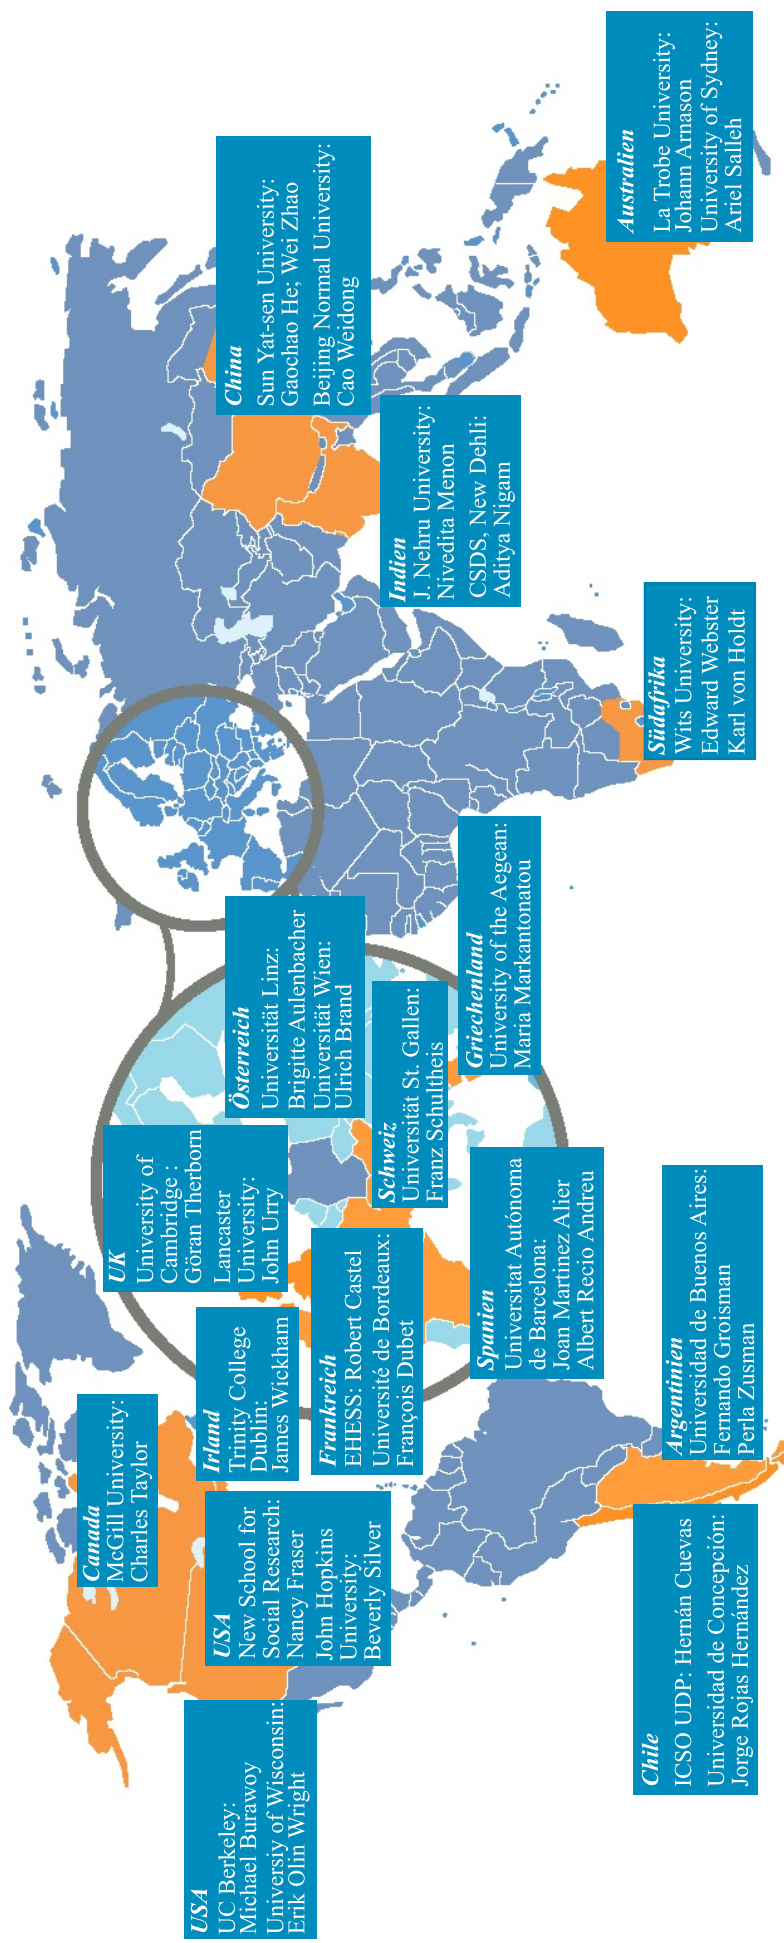 USA
UC Berkeley:
Michael Burawoy
Universiy of Wisconsin:
Erik Olin Wright
USA
New School for
Social Research:
Nancy Fraser
John Hopkins
University:
Beverly Silver
Canada
McGill University:
Charles Taylor
Irland
Trinity College
Dublin:
James Wickham
UK
University of
Cambridge :
Göran Therborn
Lancaster
University:
John Urry
Frankreich
EHESS: Robert Castel
Université de Bordeaux:
François Dubet
Österreich
Universität Linz:
Brigitte Aulenbacher
Universität Wien:
Ulrich Brand
Schweiz
Universität St. Gallen:
Franz Schultheis
Spanien
Universitat Autónoma
de Barcelona:
Joan Martinez Alier
Albert Recio Andreu
Griechenland
University of the Aegean:
Maria Markantonatou
Chile
ICSO UDP: Hernán Cuevas
Universidad de Concepción:
Jorge Rojas Hernández
Argentinien
Universidad de Buenos Aires:
Fernando Groisman
Perla Zusman
Südafrika
Wits University:
Edward Webster
Karl von Holdt
Indien
J. Nehru University:
Nivedita Menon
CSDS, New Dehli:
Aditya Nigam
China
Sun Yat-sen University:
Gaochao He; Wei Zhao
Beijing Normal University:
Cao Weidong
Australien
La Trobe University:
Johann Arnason
University of Sydney:
Ariel Salleh